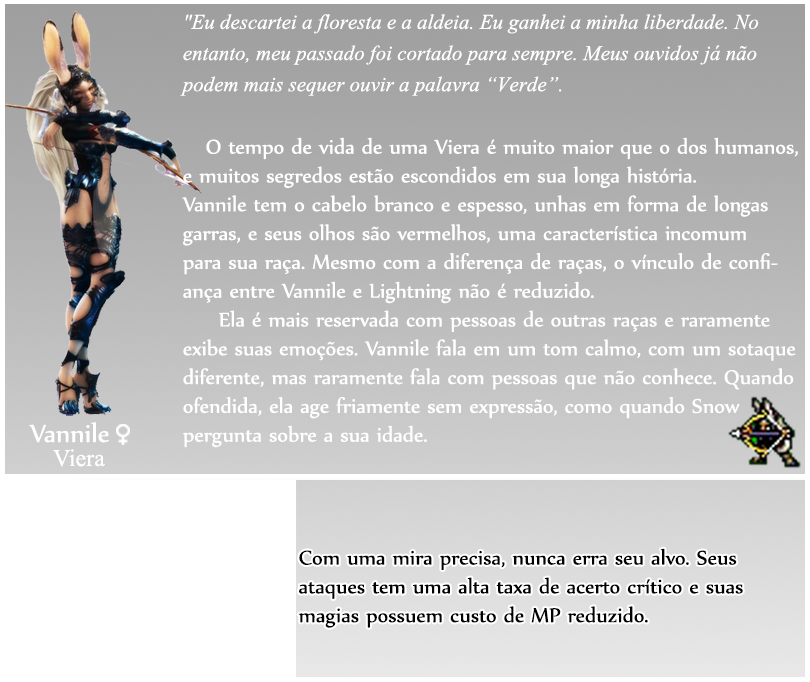 "Eu descartei a floresta e a aldeia. Eu ganhei a minha liberdade. No
entanto, meu passado foi cortado para sempre. Meus ouvidos já não
podem mais sequer ouvir a palavra “Verde”.
O tempo de vida de uma Viera é muito maior que o dos humanos,
e muitos segredos estão escondidos em sua longa história.
Vannile tem o cabelo branco e espesso, unhas em forma de longas
garras, e seus olhos são vermelhos, uma característica incomum
para sua raça. Mesmo com a diferença de raças, o vínculo de confi-
ança entre Vannile e Lightning não é reduzido.
Ela é mais reservada com pessoas de outras raças e raramente
exibe suas emoções. Vannile fala em um tom calmo, com um sotaque
diferente, mas raramente fala com pessoas que não conhece. Quando
ofendida, ela age friamente sem expressão, como quando Snow
pergunta sobre a sua idade.
Vannile ♀
Viera
Com uma mira precisa, nunca erra seu alvo. Seus
ataques tem uma alta taxa de acerto crítico e suas
magias possuem custo de MP reduzido.